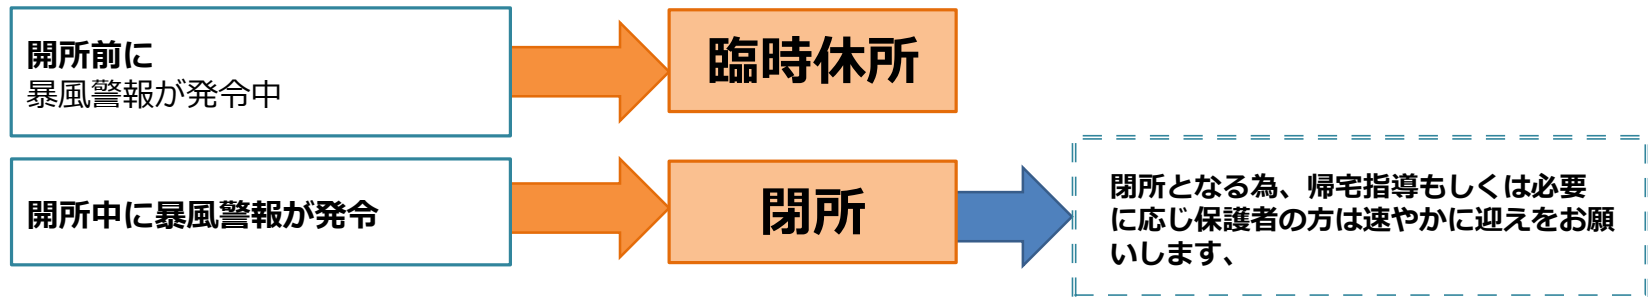 開所前に
暴風警報が発令中
臨時休所
開所中に暴風警報が発令
閉所
閉所となる為、帰宅指導もしくは必要
に応じ保護者の方は速やかに迎えをお願
いします、